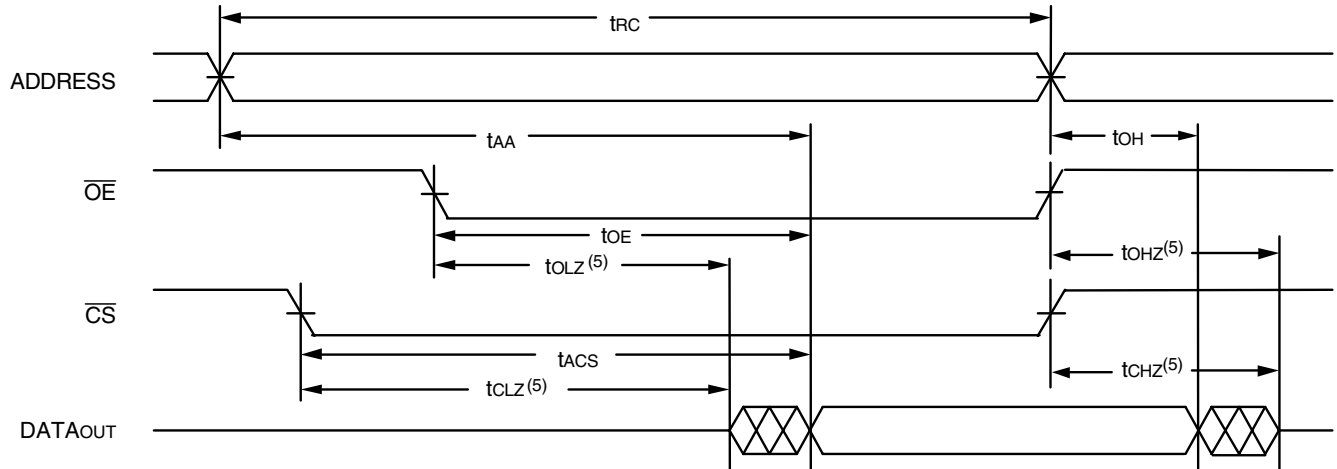 tRC
ADDRESS
tAA
tOH
OE
tOE
tOLZ(5)
tOHZ(5)
CS
tACS
tCLZ(5)
tCHZ(5)
DATAOUT